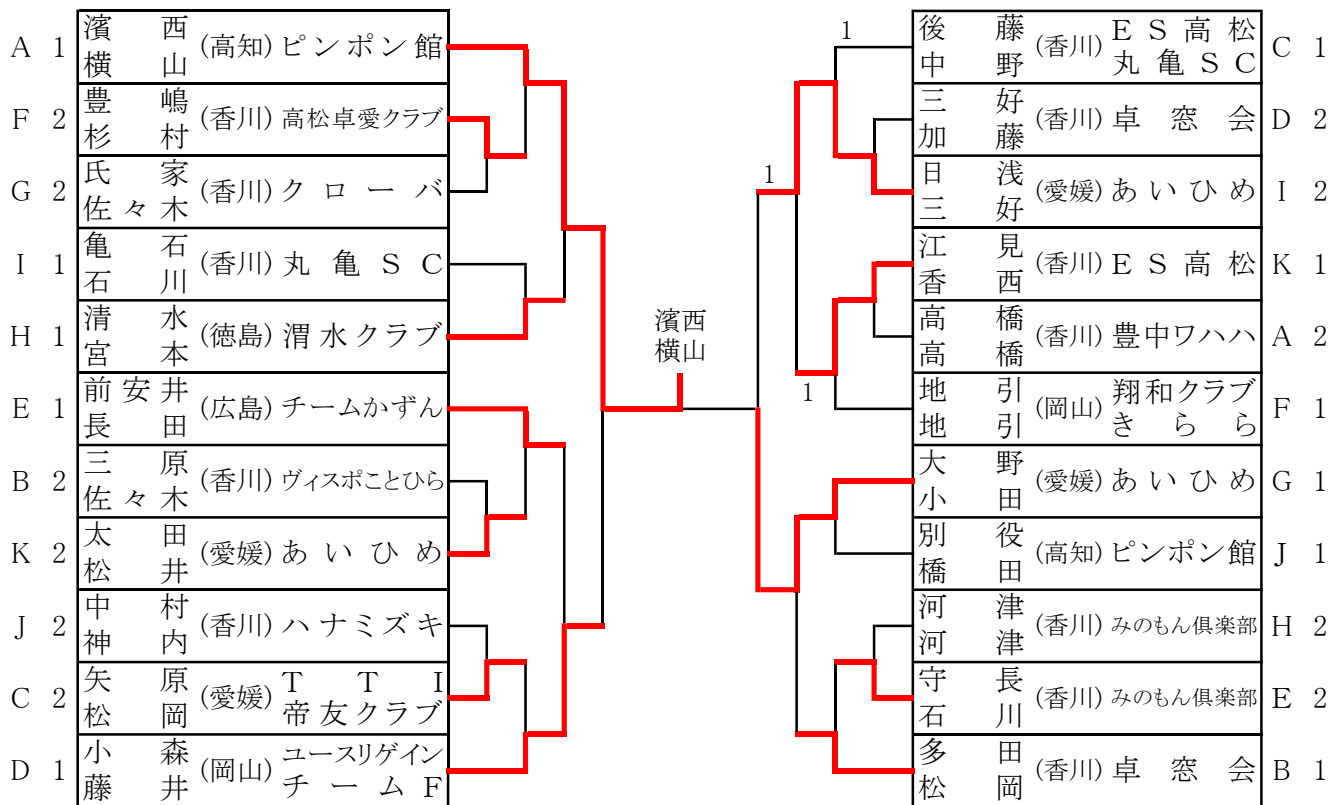 A 1 濱西 横山 (高知) ピンポン館
F 2 豊嶋 杉村 (香川) 高松卓愛クラブ
G 2 氏家 佐々木 (香川) クローバ
I 1 亀石 石川 (香川) 丸亀SC
H 1 清水 宮本 (徳島) 渭水クラブ
E 1 前安井 長田 (広島) チームかずん
B 2 三原 佐々木 (香川) ヴィスポことひら
K 2 太田 松井 (愛媛) あいひめ
J 2 中村 神内 (香川) ハナミズキ
C 2 矢原 松岡 (愛媛) TTI 帝友クラブ
D 1 小森 藤井 (岡山) ユースリゲイン チームF
濱西
横山
1
1
1
後藤 中野 (香川) ES高松 丸亀SC C 1
三好 加藤 (香川) 卓窓会 D 2
日浅 三好 (愛媛) あいひめ I 2
江見 香西 (香川) ES高松 K 1
高橋 高橋 (香川) 豊中ワハハ A 2
地引 地引 (岡山) 翔和クラブ きらら F 1
大野 小田 (愛媛) あいひめ G 1
別役 橋田 (高知) ピンポン館 J 1
河津 河津 (香川) みのもん倶楽部 H 2
守長 石川 (香川) みのもん倶楽部 E 2
多田 松岡 (香川) 卓窓会 B 1